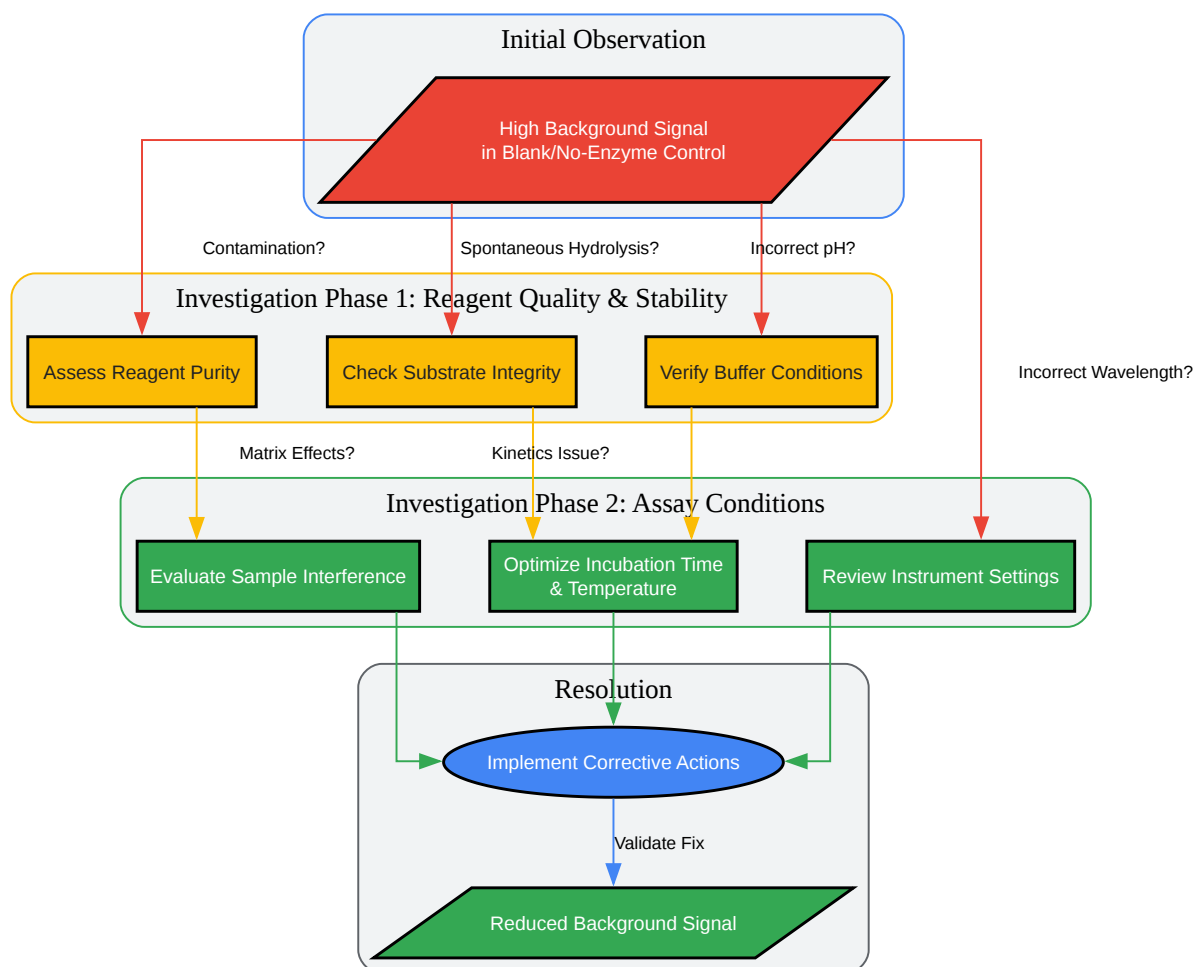 Initial Observation
High Background Signal
in Blank/No-Enzyme Control
Contamination?
Spontaneous Hydrolysis?
Incorrect pH?
Investigation Phase 1: Reagent Quality & Stability
Assess Reagent Purity
Check Substrate Integrity
Verify Buffer Conditions
Incorrect Wavelength?
Matrix Effects?
Kinetics Issue?
Investigation Phase 2: Assay Conditions
Evaluate Sample Interference
Optimize Incubation Time
& Temperature
Review Instrument Settings
Resolution
Implement Corrective Actions
Validate Fix
Reduced Background Signal